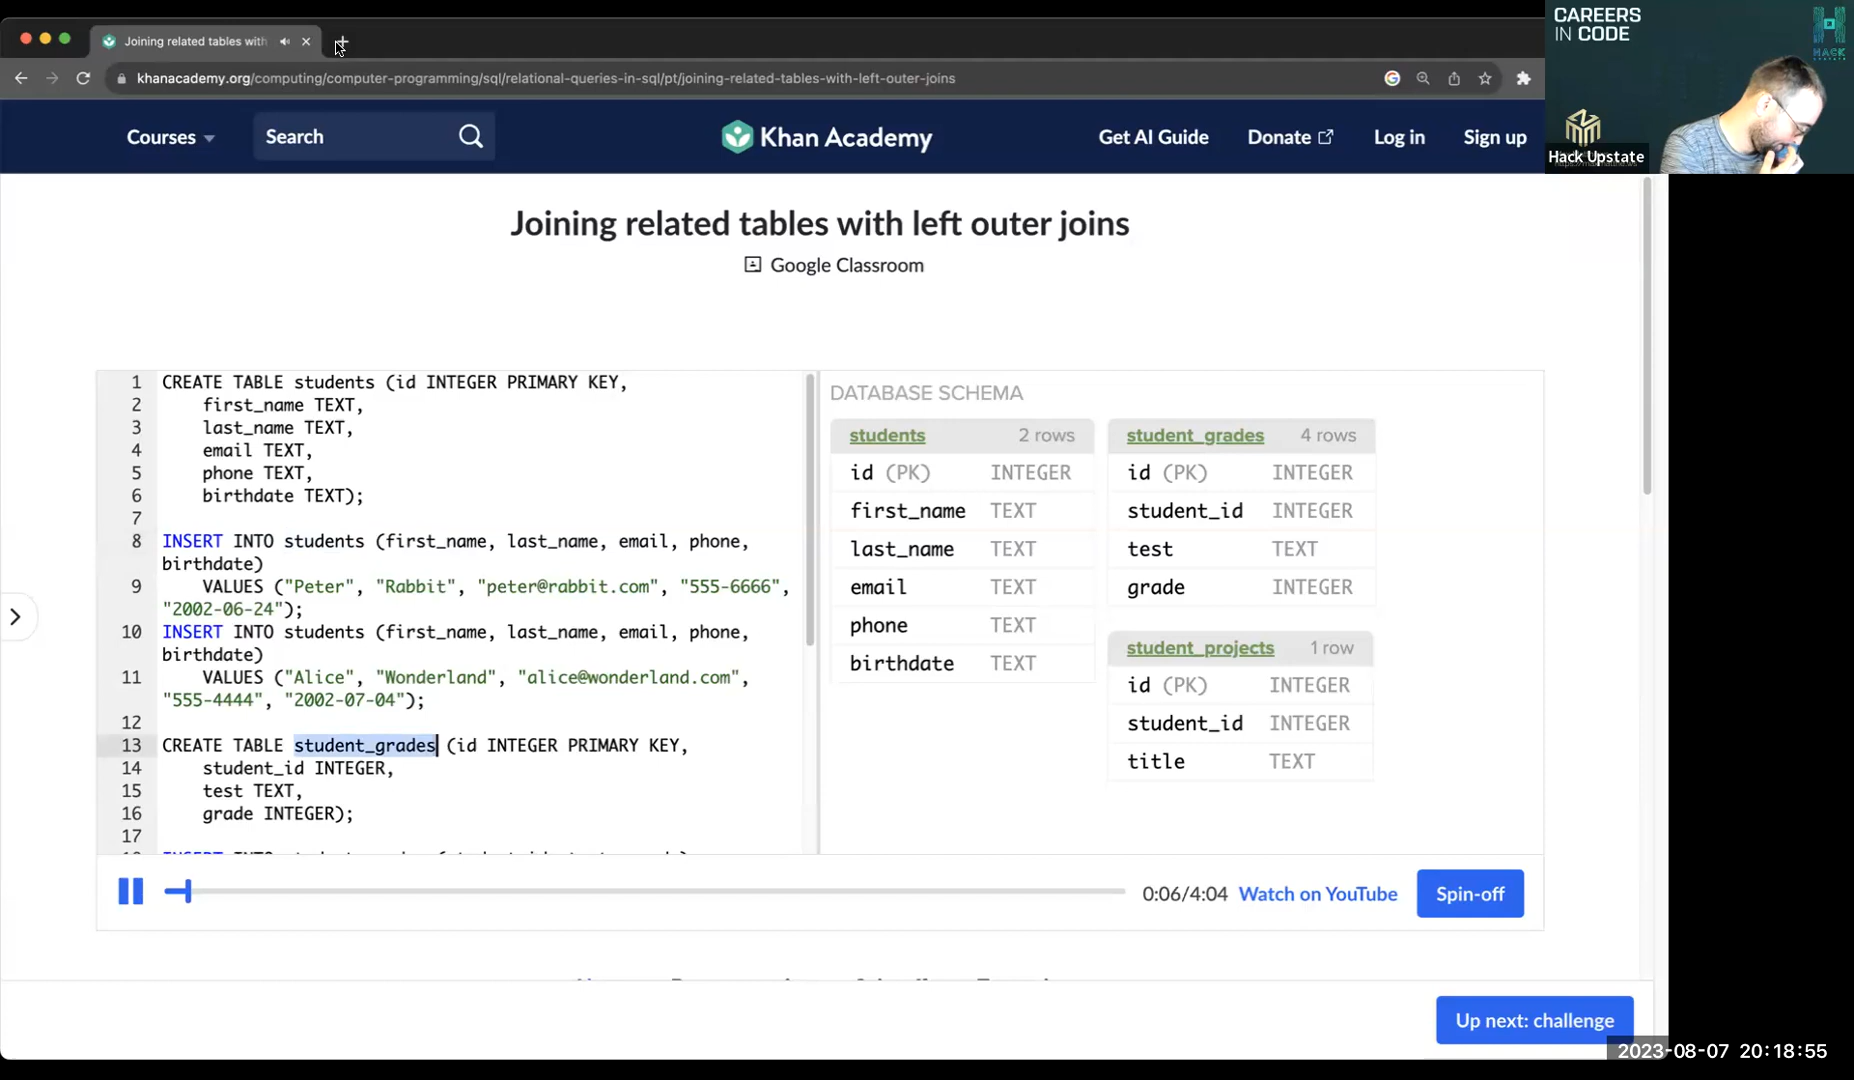 Joining related tables with
khanacademy.org/computing/computer-programming/sql/relational-queries-in-sql/pt/joining-related-tables-with-left-outer-joins
CAREERS
IN CODE
HACK
Hack Upstate
Courses
Search
Khan Academy
Get AI Guide
Donate
Log in
Sign up
Joining related tables with left outer joins
Google Classroom
1 CREATE TABLE students (id INTEGER PRIMARY KEY,
2 first_name TEXT,
3 last_name TEXT,
4 email TEXT,
5 phone TEXT,
6 birthdate TEXT);
7
8 INSERT INTO students (first_name, last_name, email, phone,
birthdate)
9 VALUES ("Peter", "Rabbit", "peter@rabbit.com", "555-6666",
"2002-06-24");
10 INSERT INTO students (first_name, last_name, email, phone,
birthdate)
11 VALUES ("Alice", "Wonderland", "alice@wonderland.com",
"555-4444", "2002-07-04");
12
13 CREATE TABLE student_grades (id INTEGER PRIMARY KEY,
14 student_id INTEGER,
15 test TEXT,
16 grade INTEGER);
17
DATABASE SCHEMA
students 2 rows
id (PK) INTEGER
first_name TEXT
last_name TEXT
email TEXT
phone TEXT
birthdate TEXT
student_grades 4 rows
id (PK) INTEGER
student_id INTEGER
test TEXT
grade INTEGER
student_projects 1 row
id (PK) INTEGER
student_id INTEGER
title TEXT
0:06/4:04
Watch on YouTube
Spin-off
Up next: challenge
2023-08-07 20:18:55